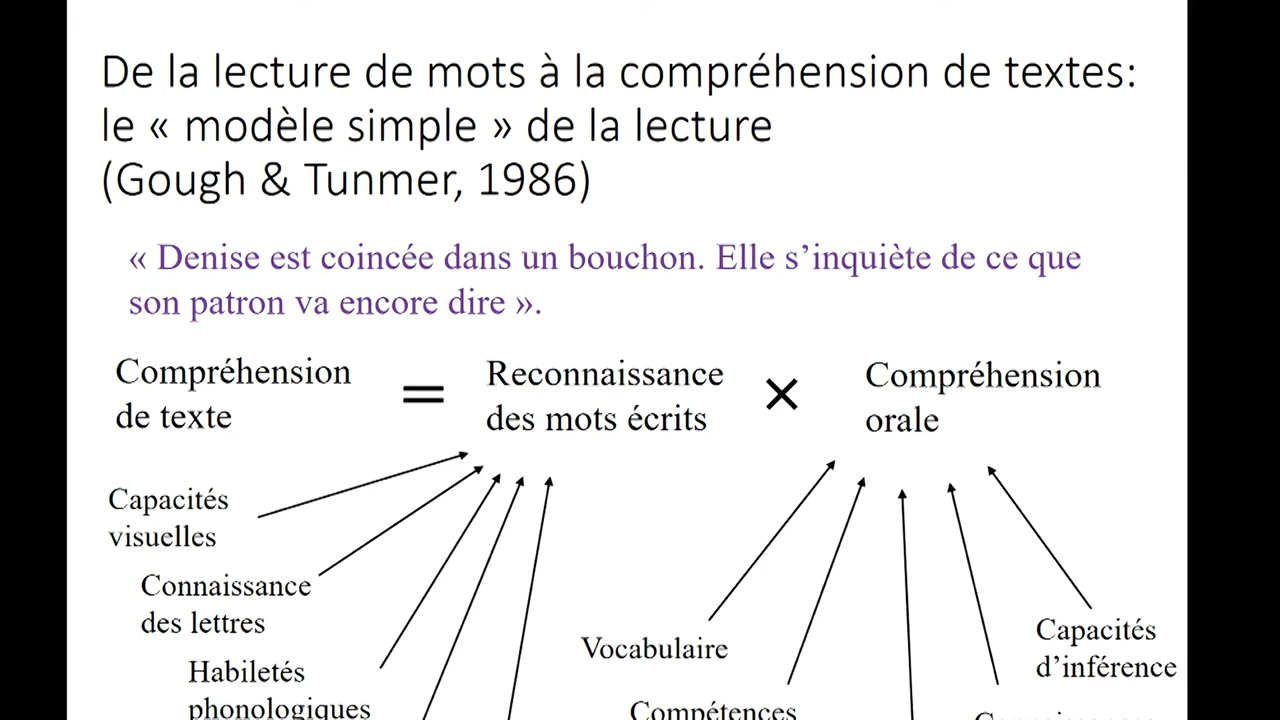 De la lecture de mots à la compréhension de textes:
le « modèle simple » de la lecture
(Gough & Tunmer, 1986)
« Denise est coincée dans un bouchon. Elle s’inquiète de ce que
son patron va encore dire ».
Compréhension
de texte
=
Reconnaissance
des mots écrits
×
Compréhension
orale
Capacités
visuelles
Connaissance
des lettres
Habiletés
phonologiques
Vocabulaire
Compétences
Capacités
d’inférence